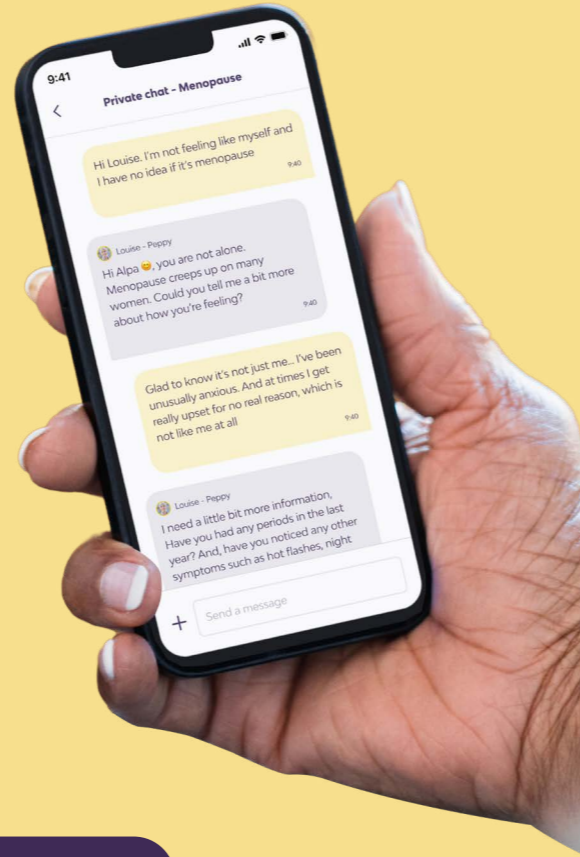 9:41
Private chat - Menopause
Hi Louise. I'm not feeling like myself and
I have no idea if it's menopause
9:40
Louise - Peppy
Hi Alpa 😊, you are not alone.
Menopause creeps up on many
women. Could you tell me a bit more
about how you're feeling?
9:40
Glad to know it's not just me... I've been
unusually anxious. And at times I get
really upset for no real reason, which is
not like me at all
9:40
Louise - Peppy
I need a little bit more information,
Have you had any periods in the last
year? And, have you noticed any other
symptoms such as hot flashes, night
Send a message